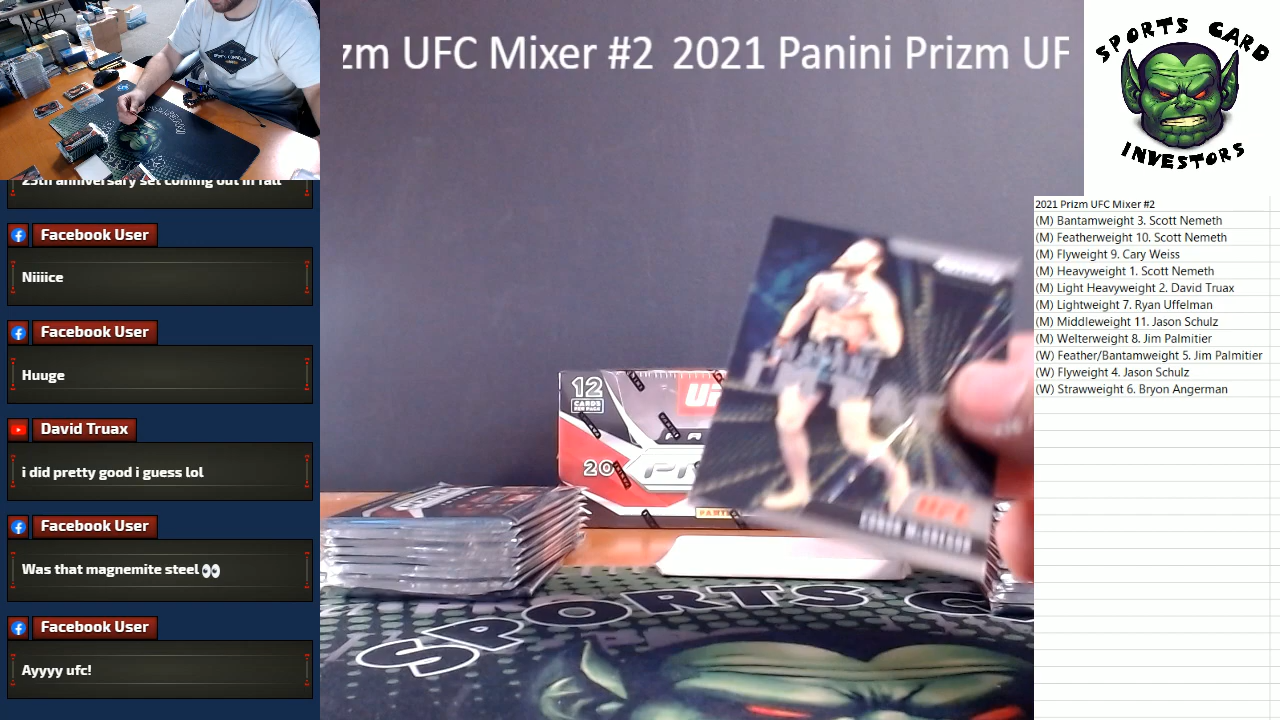 zm UFC Mixer #2 2021 Panini Prizm UF
SPORTS CARD
INVESTORS
25th anniversary set coming out in fall
Facebook User
Niiiice
Facebook User
Huuge
David Truax
i did pretty good i guess lol
Facebook User
Was that magnemite steel 👀
Facebook User
Ayyyy ufc!
2021 Prizm UFC Mixer #2
(M) Bantamweight 3. Scott Nemeth
(M) Featherweight 10. Scott Nemeth
(M) Flyweight 9. Cary Weiss
(M) Heavyweight 1. Scott Nemeth
(M) Light Heavyweight 2. David Truax
(M) Lightweight 7. Ryan Uffelman
(M) Middleweight 11. Jason Schulz
(M) Welterweight 8. Jim Palmitier
(W) Feather/Bantamweight 5. Jim Palmitier
(W) Flyweight 4. Jason Schulz
(W) Strawweight 6. Bryon Angerman
12
CARDS
PER PACK
20
UFC
CONOR McGREGOR
SPORTS C